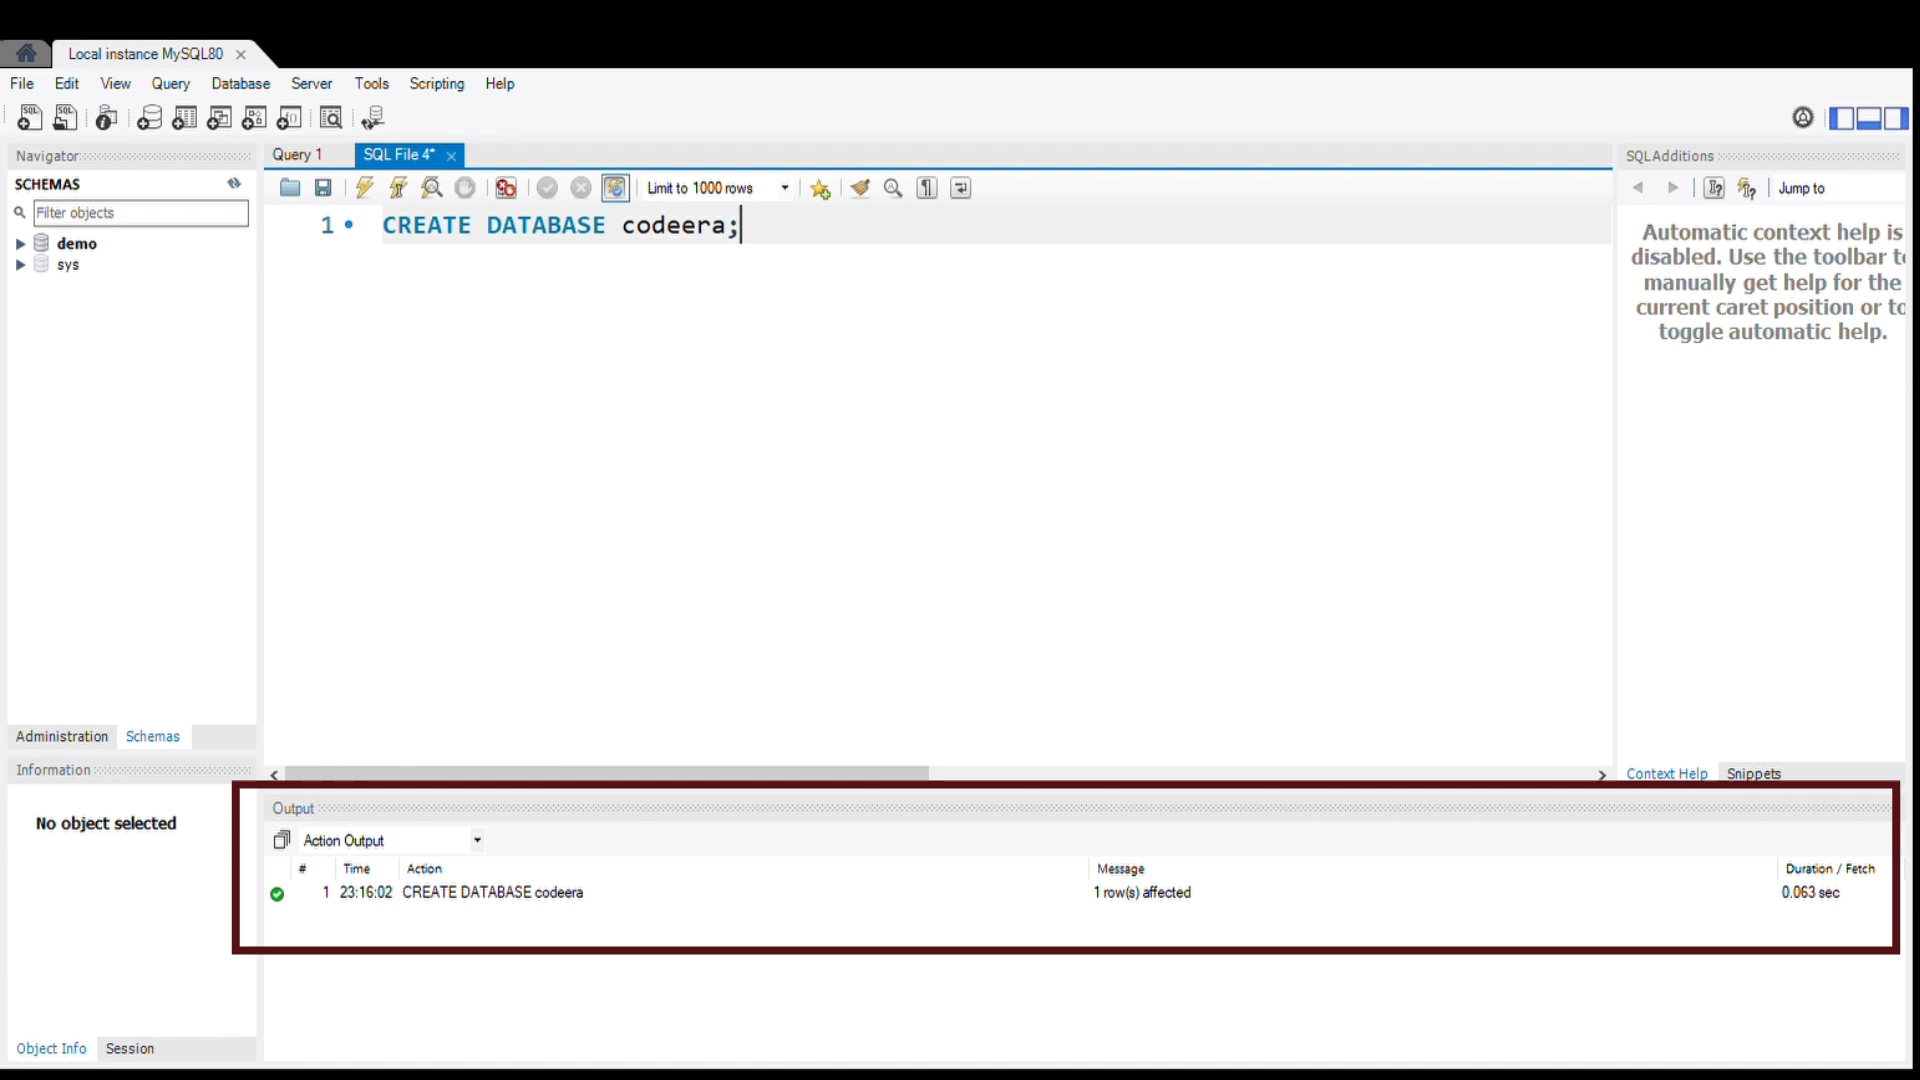 Local instance MySQL80
File Edit View Query Database Server Tools Scripting Help
Navigator
SCHEMAS
Filter objects
demo
sys
Administration Schemas
Information
No object selected
Object Info Session
Query 1 SQL File 4*
Limit to 1000 rows
1 CREATE DATABASE codeera;
SQLAdditions
Jump to
Automatic context help is
disabled. Use the toolbar to
manually get help for the
current caret position or to
toggle automatic help.
Context Help Snippets
Output
Action Output
# Time Action Message Duration / Fetch
1 23:16:02 CREATE DATABASE codeera 1 row(s) affected 0.063 sec